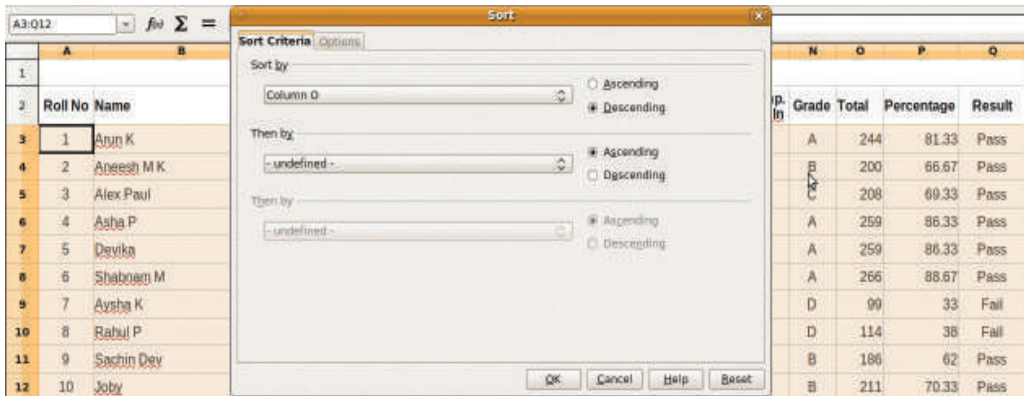 A3:Q12 f(x) Σ =
Sort
Sort Criteria Options
Sort by
Column O
Ascending
Descending
Then by
- undefined -
Ascending
Descending
Then by
- undefined -
Ascending
Descending
OK Cancel Help Reset
A B N O P Q
1
2 Roll No Name p. In Grade Total Percentage Result
3 1 Arun K A 244 81.33 Pass
4 2 Aneesh M K B 200 66.67 Pass
5 3 Alex Paul C 208 69.33 Pass
6 4 Asha P A 259 86.33 Pass
7 5 Devika A 259 86.33 Pass
8 6 Shabnam M A 266 88.67 Pass
9 7 Aysha K D 99 33 Fail
10 8 Rahul P D 114 38 Fail
11 9 Sachin Dev B 186 62 Pass
12 10 Joby B 211 70.33 Pass